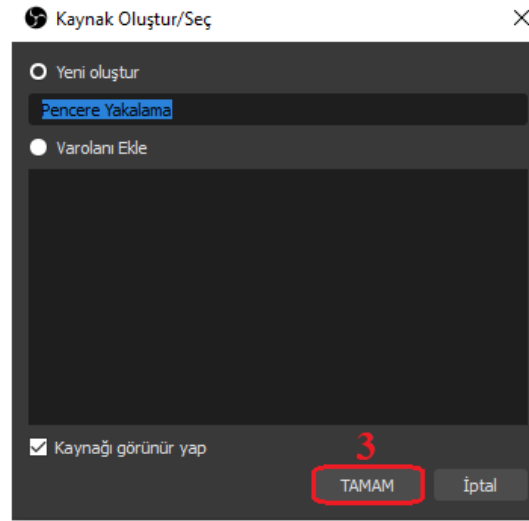 Kaynak Oluştur/Seç
Yeni oluştur
Pencere Yakalama
Varolanı Ekle
Kaynağı görünür yap
3
TAMAM
İptal